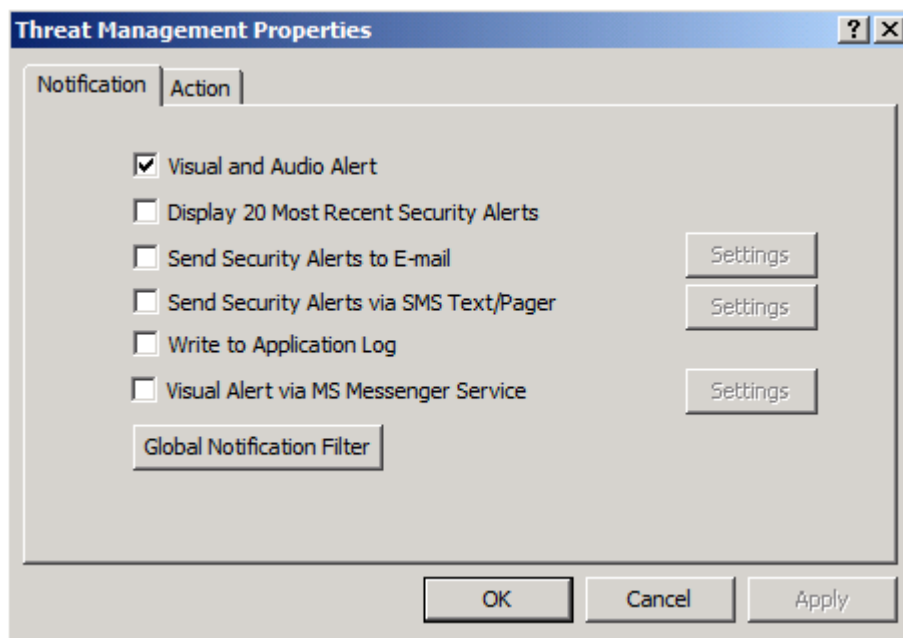 Threat Management Properties
Notification
Action
Visual and Audio Alert
Display 20 Most Recent Security Alerts
Send Security Alerts to E-mail
Settings
Send Security Alerts via SMS Text/Pager
Settings
Write to Application Log
Visual Alert via MS Messenger Service
Settings
Global Notification Filter
OK
Cancel
Apply